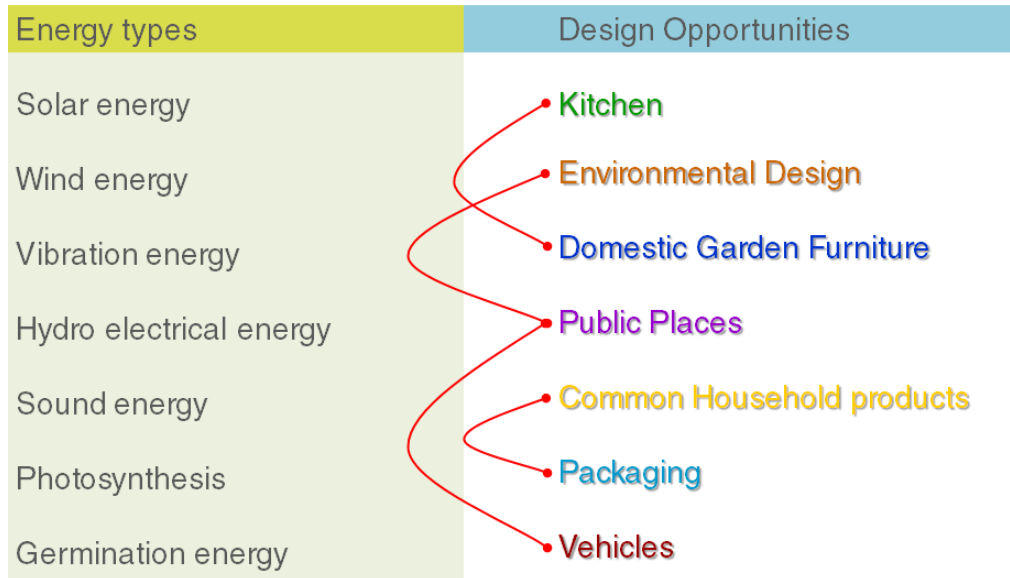 Energy types Design Opportunities
Solar energy Kitchen
Wind energy Environmental Design
Vibration energy Domestic Garden Furniture
Hydro electrical energy Public Places
Sound energy Common Household products
Photosynthesis Packaging
Germination energy Vehicles